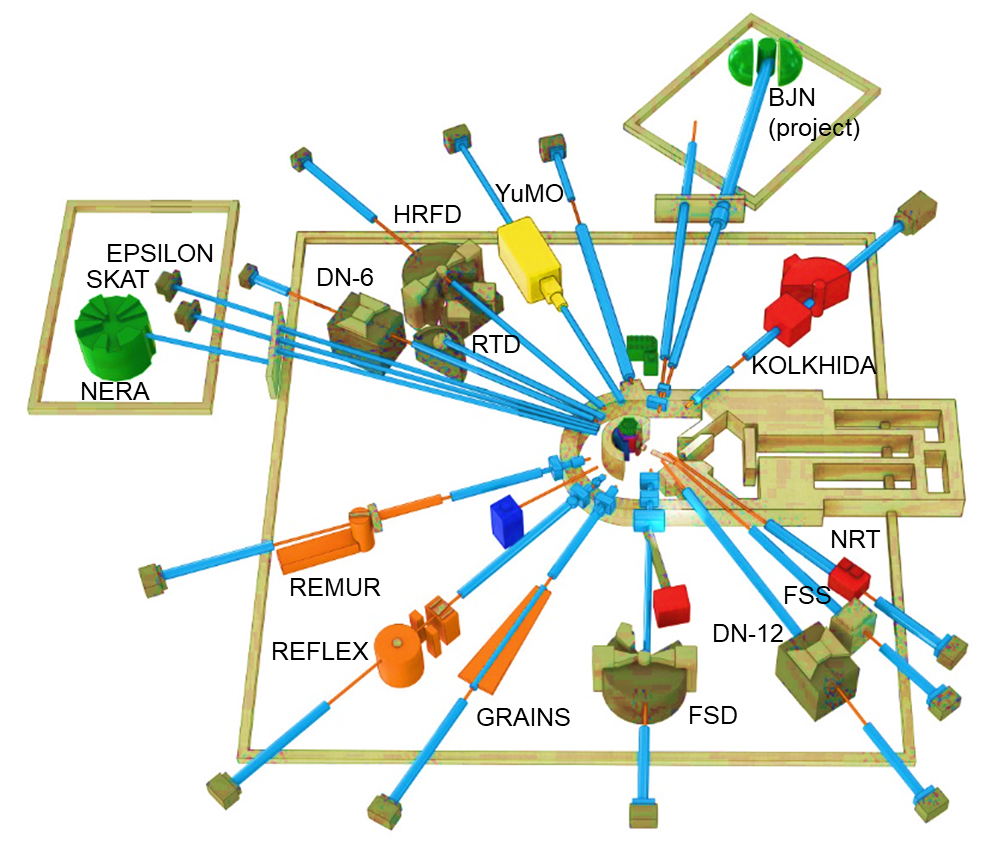 BJN
(project)
YuMO
HRFD
EPSILON
SKAT
DN-6
RTD
KOLKHIDA
NERA
NRT
REMUR
FSS
DN-12
REFLEX
GRAINS
FSD